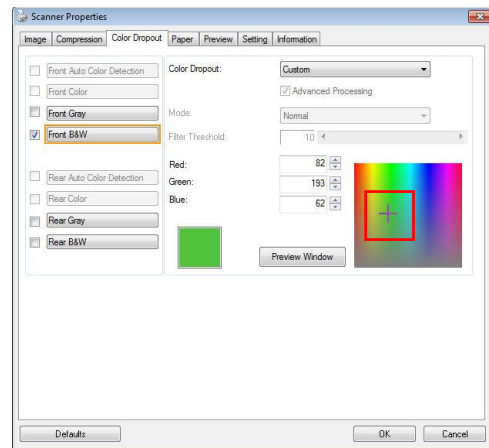 Scanner Properties
Image Compression Color Dropout Paper Preview Setting Information
Front Auto Color Detection
Front Color
Front Gray
Front B&W
Rear Auto Color Detection
Rear Color
Rear Gray
Rear B&W
Color Dropout: Custom
Advanced Processing
Mode: Normal
Filter Threshold: 10
Red: 82
Green: 193
Blue: 62
Preview Window
Defaults OK Cancel